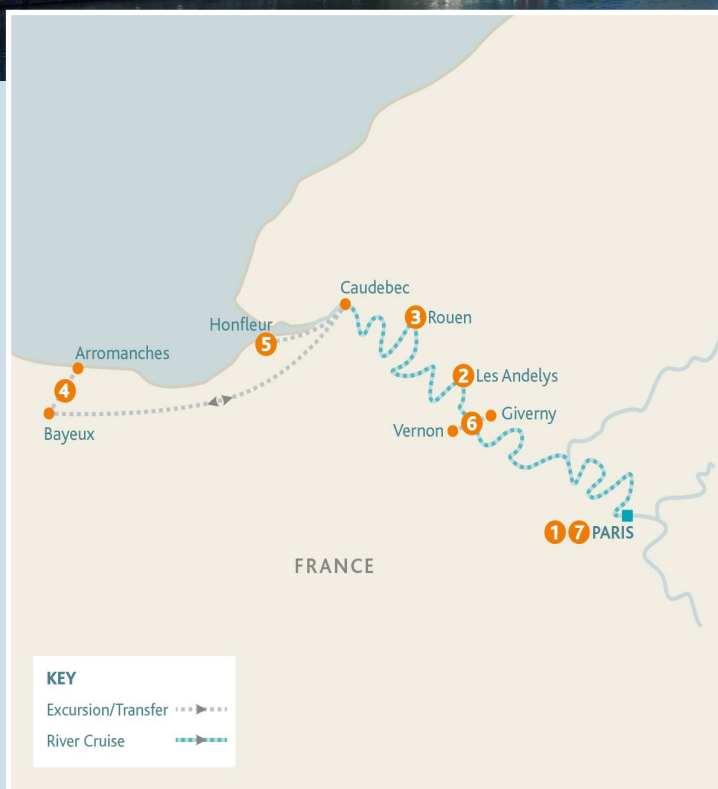 Caudebec
Honfleur
5
3 Rouen
Arromanches
4
Bayeux
2 Les Andelys
Giverny
Vernon
6
1 7 PARIS
FRANCE
KEY
Excursion/Transfer
River Cruise